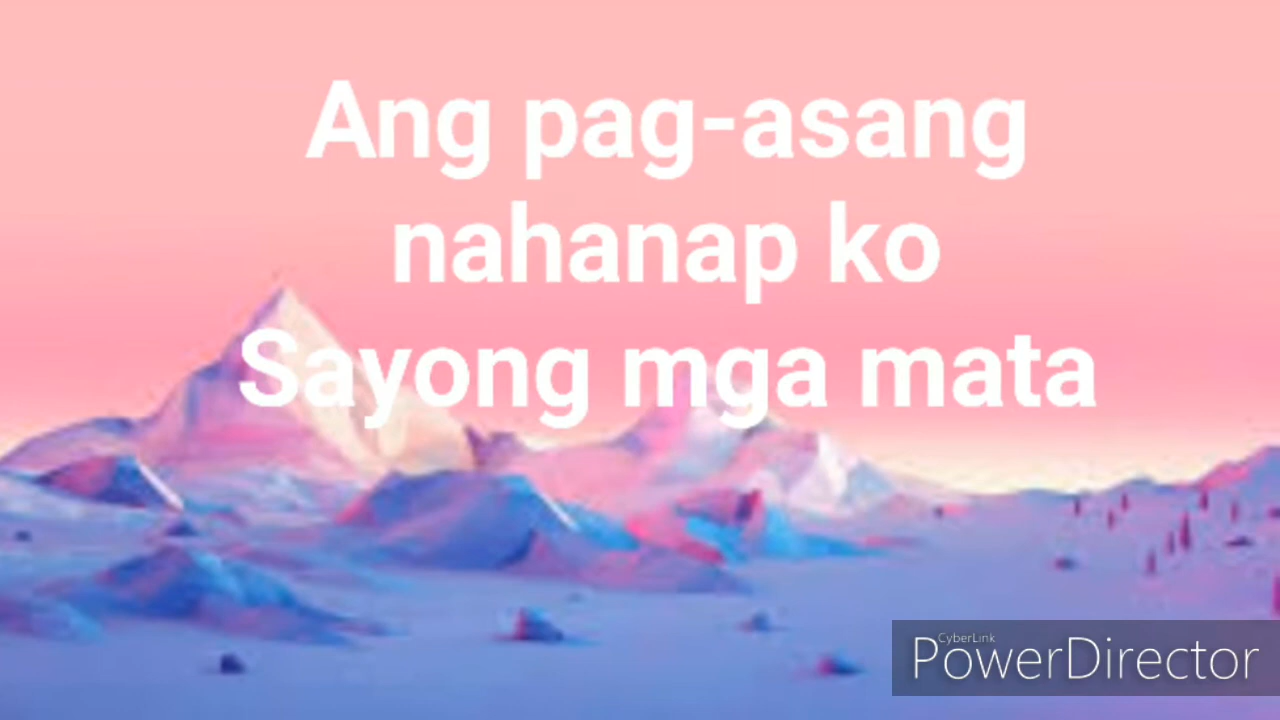 Ang pag-asang
nahanap ko
Sayong mga mata
CyberLink
PowerDirector